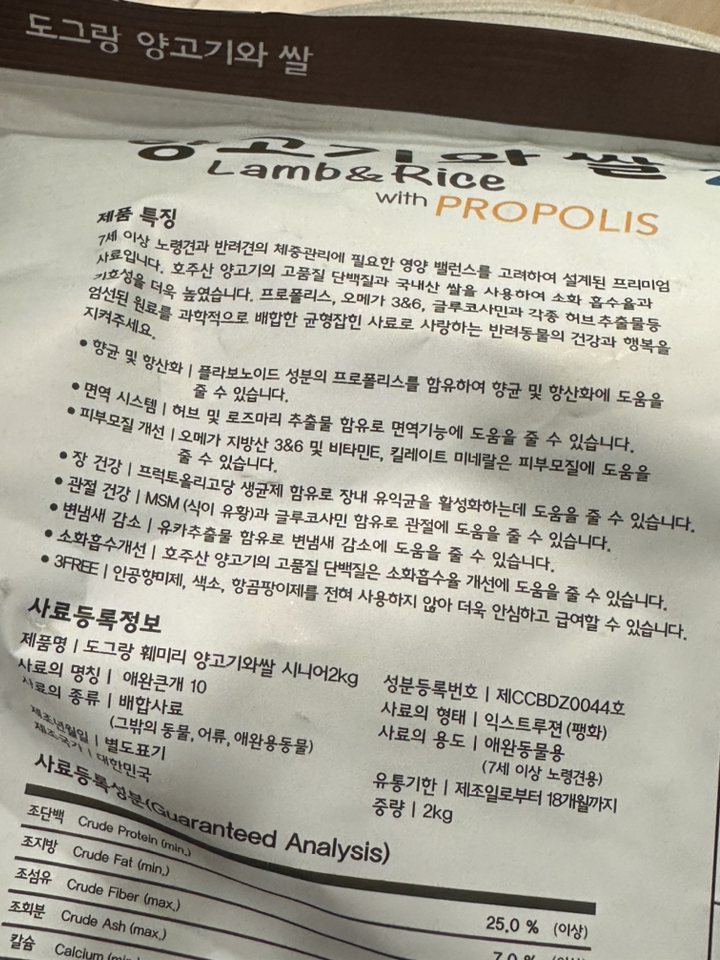 도그랑 양고기와 쌀
양고기와 쌀
Lamb&Rice
with PROPOLIS
제품 특징
7세 이상 노령견과 반려견의 체중관리에 필요한 영양 밸런스를 고려하여 설계된 프리미엄
사료입니다. 호주산 양고기의 고품질 단백질과 국내산 쌀을 사용하여 소화 흡수율과
기호성을 더욱 높였습니다. 프로폴리스, 오메가 3&6, 글루코사민과 각종 허브추출물등
엄선된 원료를 과학적으로 배합한 균형잡힌 사료로 사랑하는 반려동물의 건강과 행복을
지켜주세요.
• 항균 및 항산화 | 플라보노이드 성분의 프로폴리스를 함유하여 항균 및 항산화에 도움을
줄 수 있습니다.
• 면역 시스템 | 허브 및 로즈마리 추출물 함유로 면역기능에 도움을 줄 수 있습니다.
• 피부모질 개선 | 오메가 지방산 3&6 및 비타민E, 킬레이트 미네랄은 피부모질에 도움을
줄 수 있습니다.
• 장 건강 | 프럭토올리고당 생균제 함유로 장내 유익균을 활성화하는데 도움을 줄 수 있습니다.
• 관절 건강 | MSM (식이 유황)과 글루코사민 함유로 관절에 도움을 줄 수 있습니다.
• 변냄새 감소 | 유카추출물 함유로 변냄새 감소에 도움을 줄 수 있습니다.
• 소화흡수개선 | 호주산 양고기의 고품질 단백질은 소화흡수율 개선에 도움을 줄 수 있습니다.
• 3FREE | 인공향미제, 색소, 항곰팡이제를 전혀 사용하지 않아 더욱 안심하고 급여할 수 있습니다.
사료등록정보
제품명 | 도그랑 훼미리 양고기와쌀 시니어2kg
성분등록번호 | 제CCBDZ0044호
사료의 명칭 | 애완큰개 10
사료의 형태 | 익스트루젼 (팽화)
사료의 종류 | 배합사료
(그밖의 동물, 어류, 애완용동물)
사료의 용도 | 애완동물용
(7세 이상 노령견용)
제조년월일 | 별도표기
유통기한 | 제조일로부터 18개월까지
제조국가 | 대한민국
중량 | 2kg
사료등록성분(Guaranteed Analysis)
조단백 Crude Protein (min.) 25.0 % (이상)
조지방 Crude Fat (min.) 7.0 %
조섬유 Crude Fiber (max.)
조회분 Crude Ash (max.)
칼슘 Calcium